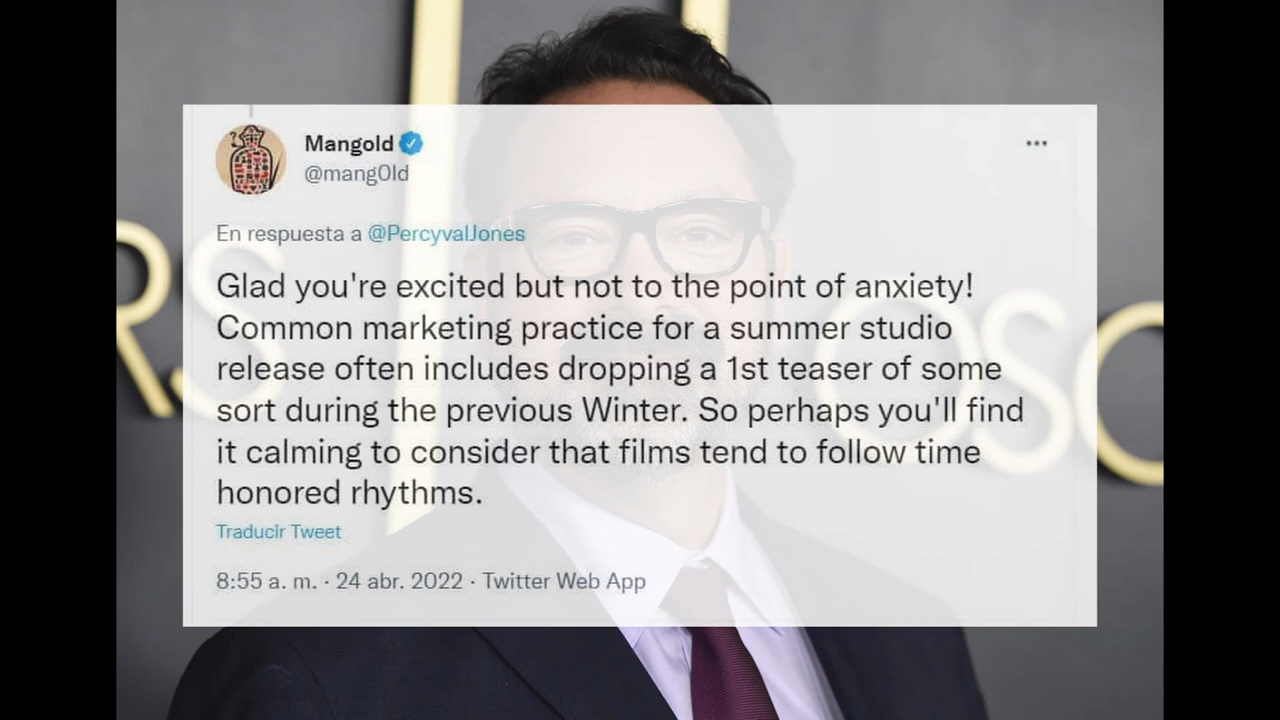 Mangold
@mang0ld
En respuesta a @PercyvalJones
Glad you're excited but not to the point of anxiety!
Common marketing practice for a summer studio
release often includes dropping a 1st teaser of some
sort during the previous Winter. So perhaps you'll find
it calming to consider that films tend to follow time
honored rhythms.
Traducir Tweet
8:55 a. m. · 24 abr. 2022 · Twitter Web App
RS
OSC